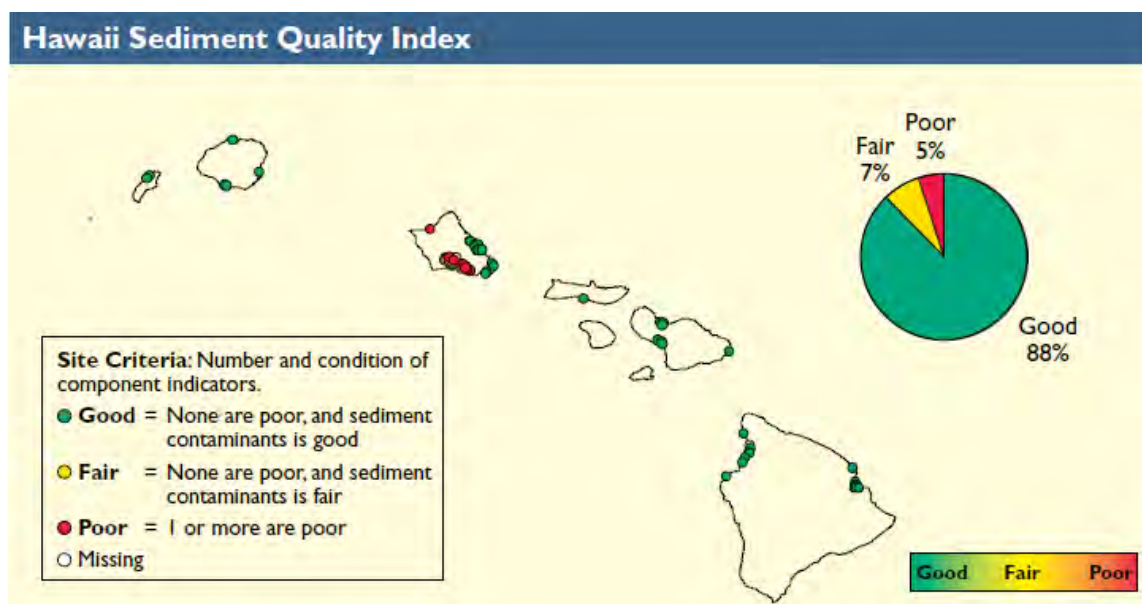 Hawaii Sediment Quality Index
Poor
5%
Fair
7%
Good
88%
Site Criteria: Number and condition of
component indicators.
Good = None are poor, and sediment
contaminants is good
Fair = None are poor, and sediment
contaminants is fair
Poor = 1 or more are poor
Missing
Good Fair Poor